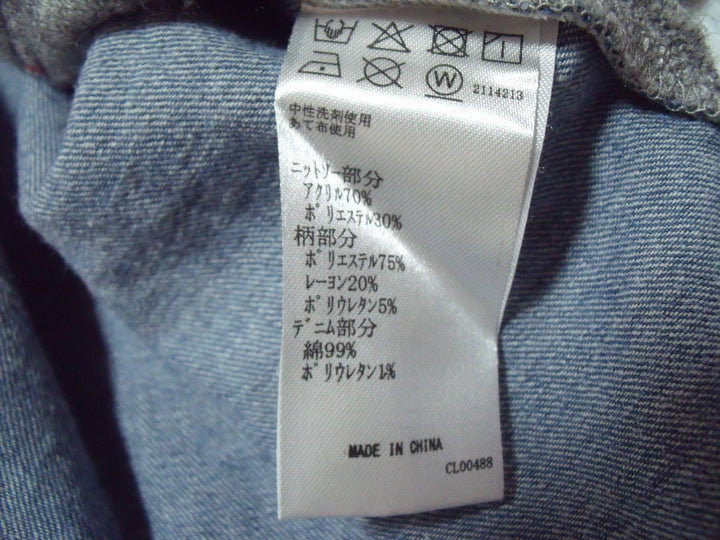 W
2114213
中性洗剤使用
あて布使用
ニットソー部分
アクリル70%
ポリエステル30%
柄部分
ポリエステル75%
レーヨン20%
ポリウレタン5%
デニム部分
綿99%
ポリウレタン1%
MADE IN CHINA
CL00488